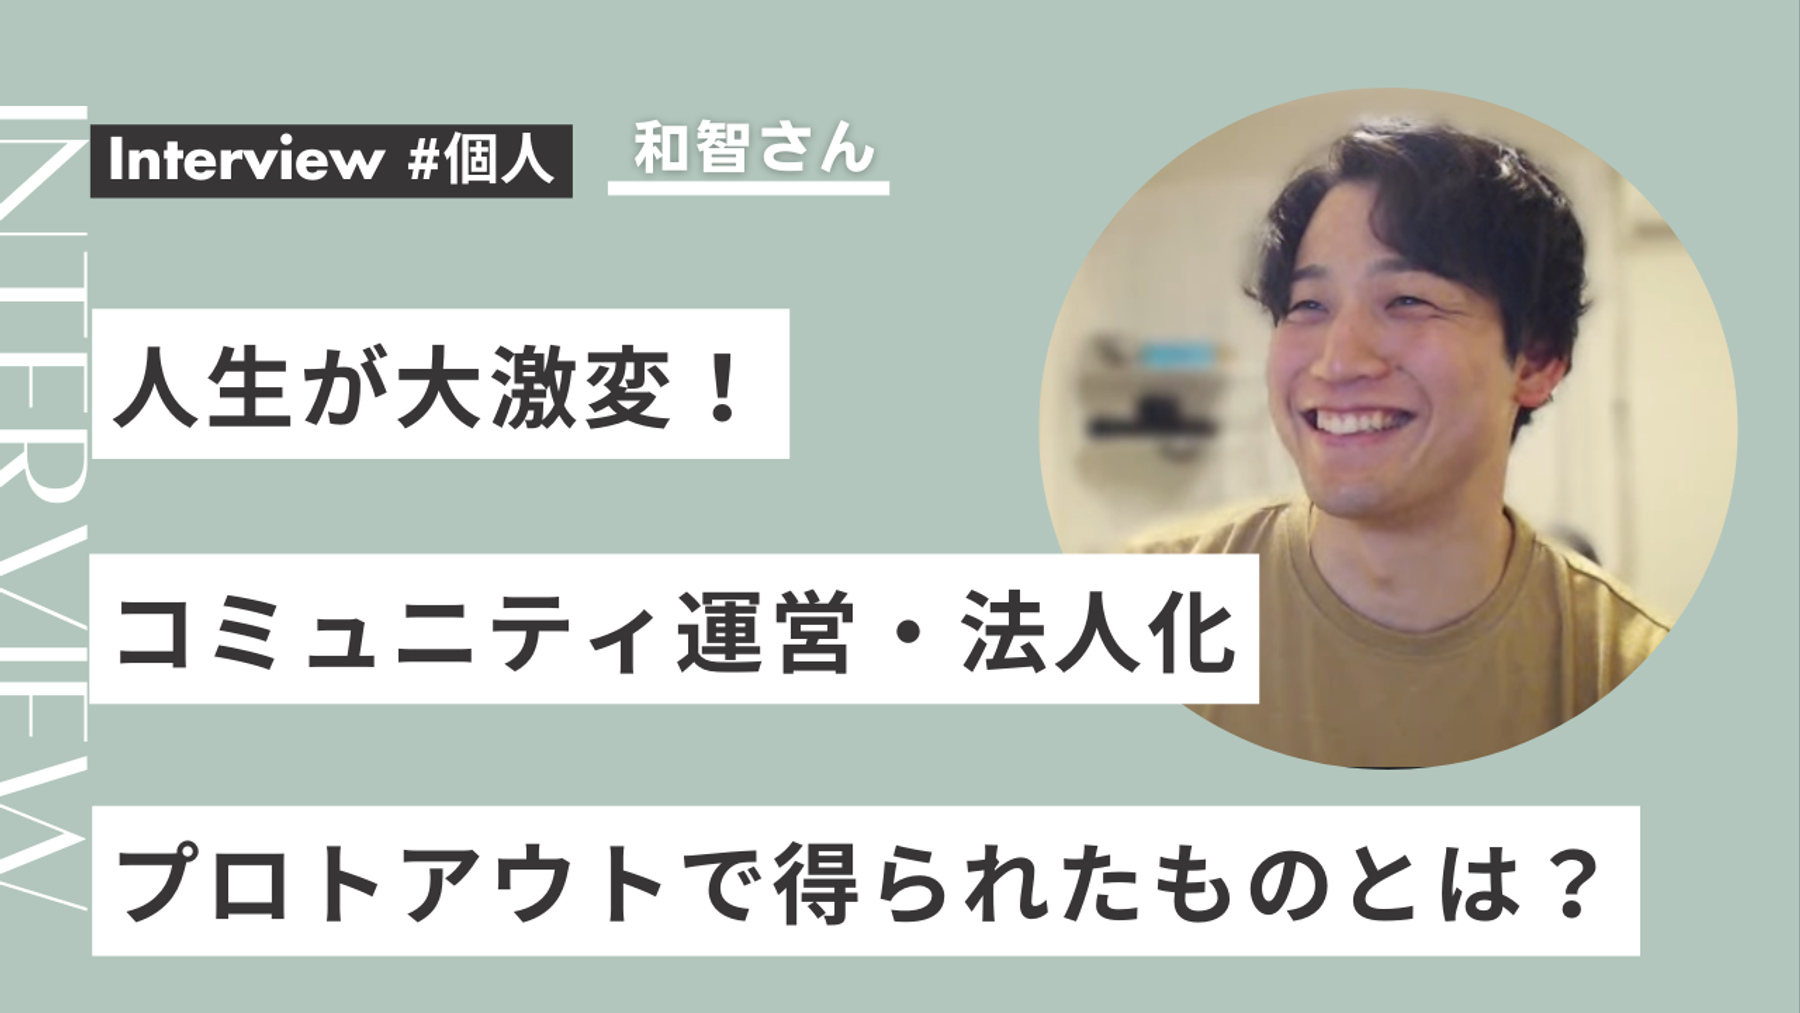 INTERVIEW
Interview #個人
和智さん
人生が大激変！
コミュニティ運営・法人化
プロトアウトで得られたものとは？